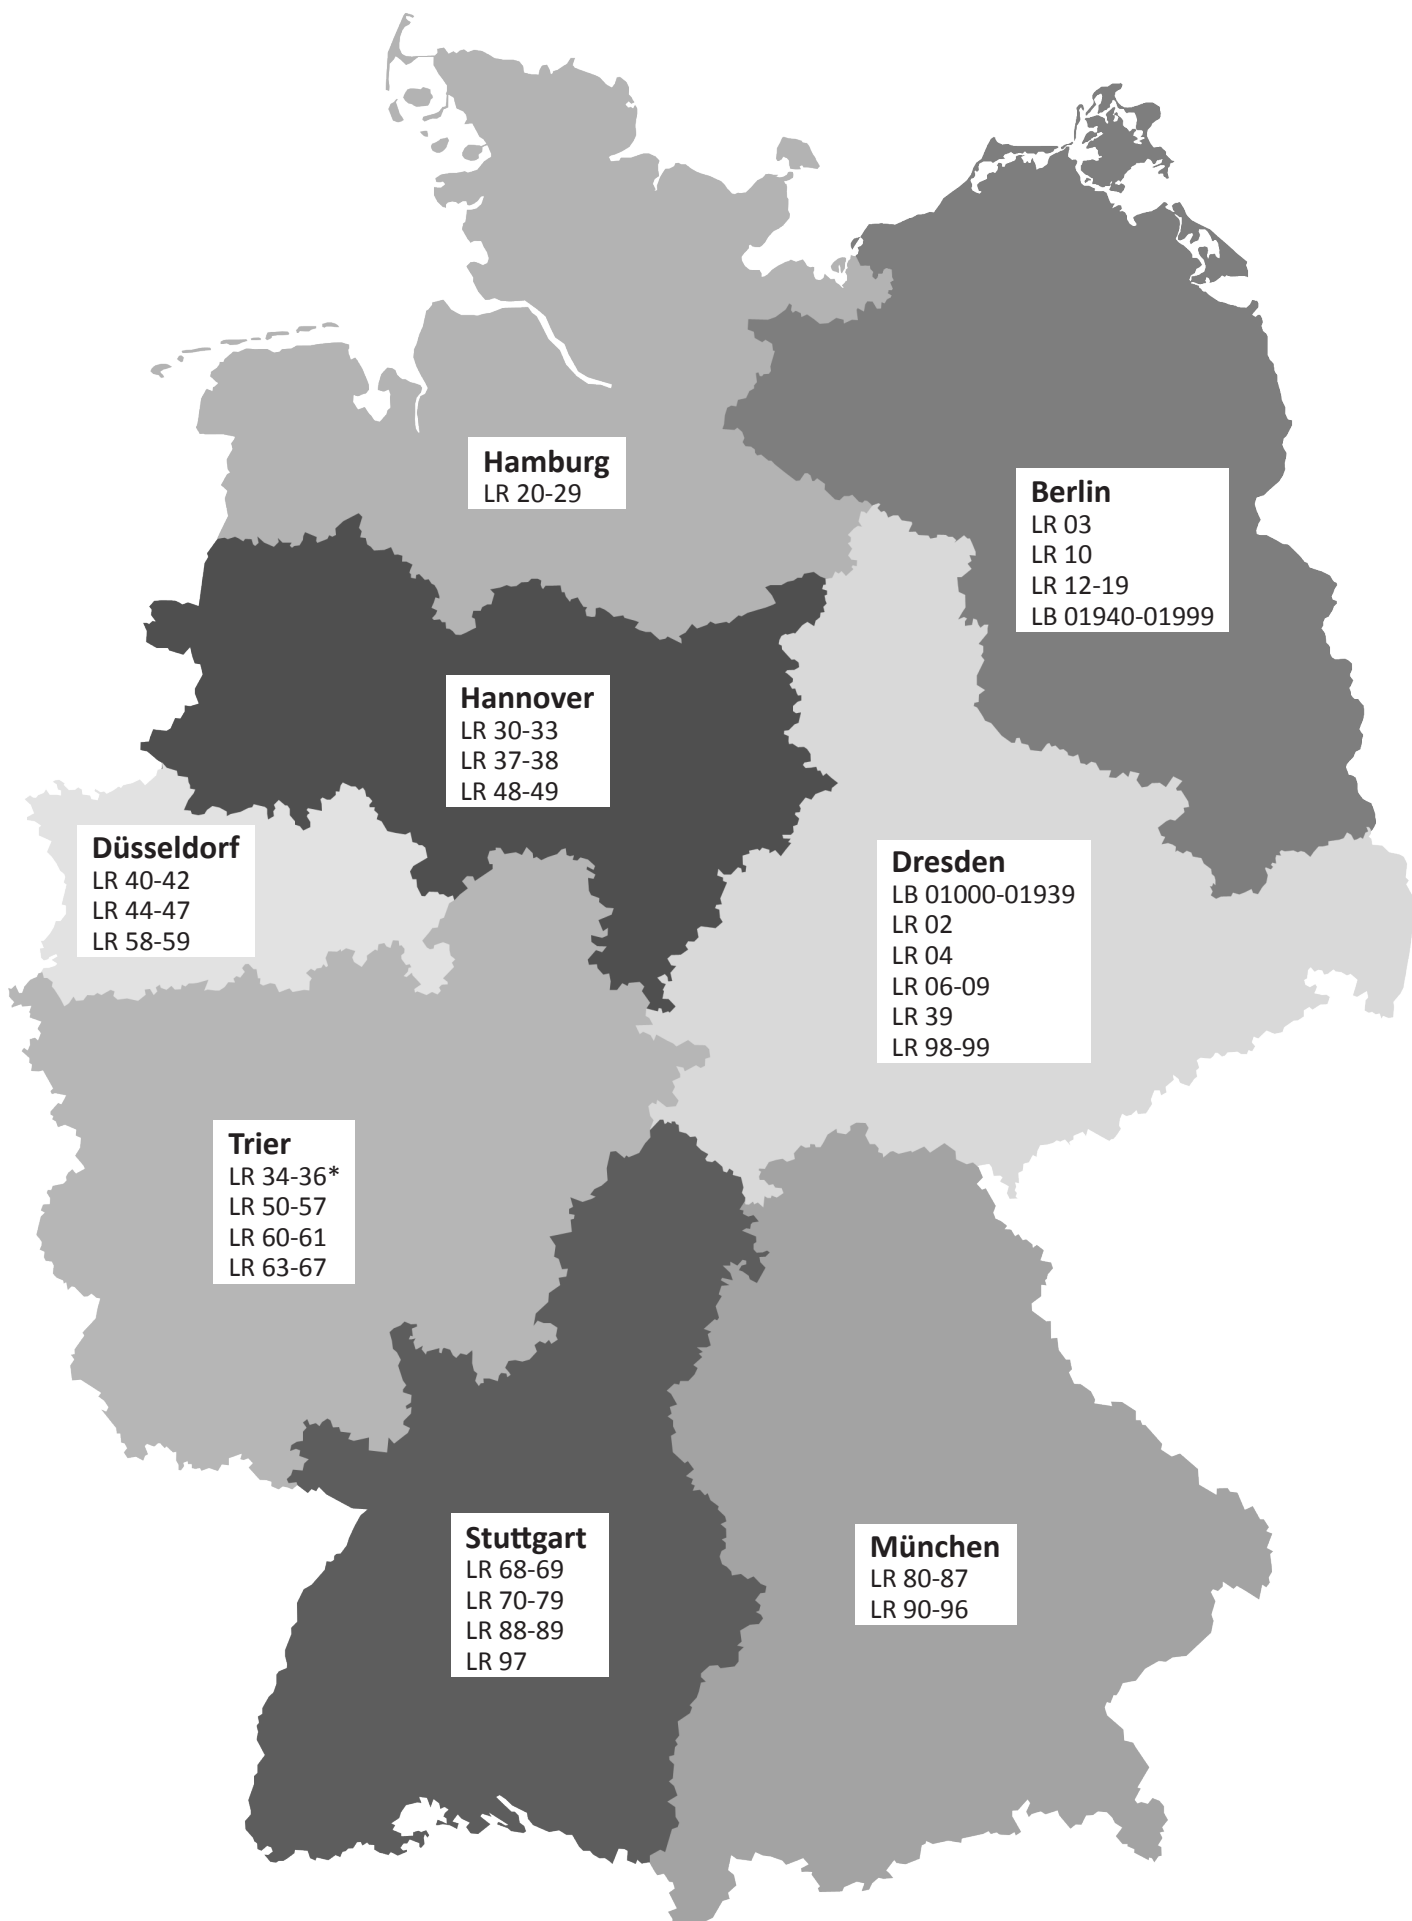 Hamburg
LR 20-29
Berlin
LR 03
LR 10
LR 12-19
LB 01940-01999
Hannover
LR 30-33
LR 37-38
LR 48-49
Düsseldorf
LR 40-42
LR 44-47
LR 58-59
Dresden
LB 01000-01939
LR 02
LR 04
LR 06-09
LR 39
LR 98-99
Trier
LR 34-36*
LR 50-57
LR 60-61
LR 63-67
Stuttgart
LR 68-69
LR 70-79
LR 88-89
LR 97
München
LR 80-87
LR 90-96